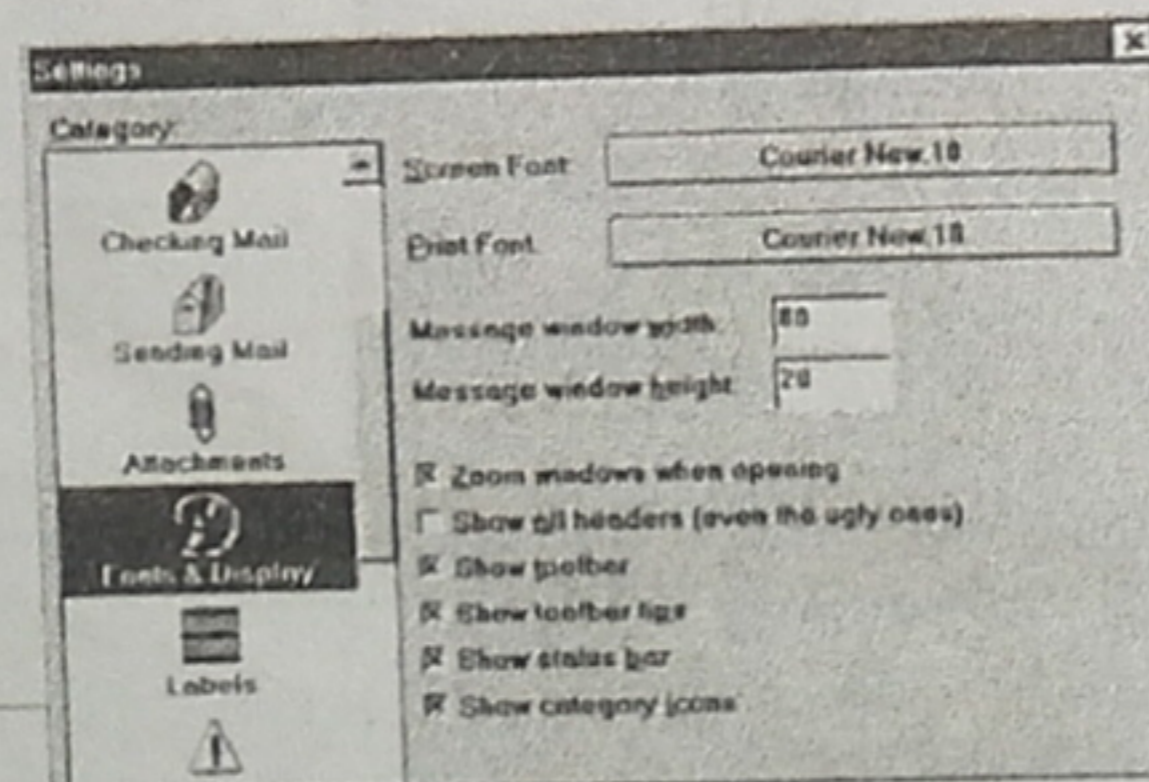 Settings
Category:
Checking Mail
Sending Mail
Attachments
Fonts & Display
Labels
Screen Font:
Courier New,
Print Font:
Courier New,
Message window width:
80
Message window height:
20
Zoom windows when opening
Show all headers (even the ugly ones)
Show toolbar
Show toolbar tips
Show status bar
Show category icons